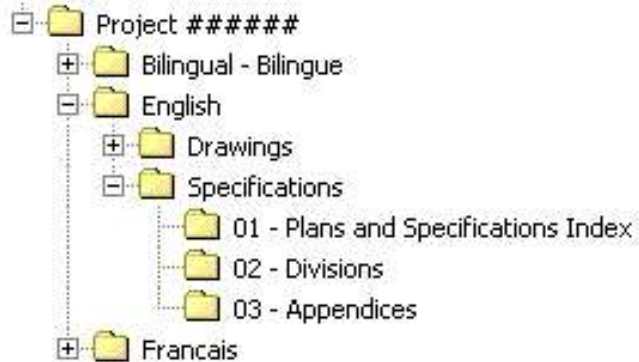 Project ######
Bilingual - Bilingue
English
Drawings
Specifications
01 - Plans and Specifications Index
02 - Divisions
03 - Appendices
Francais